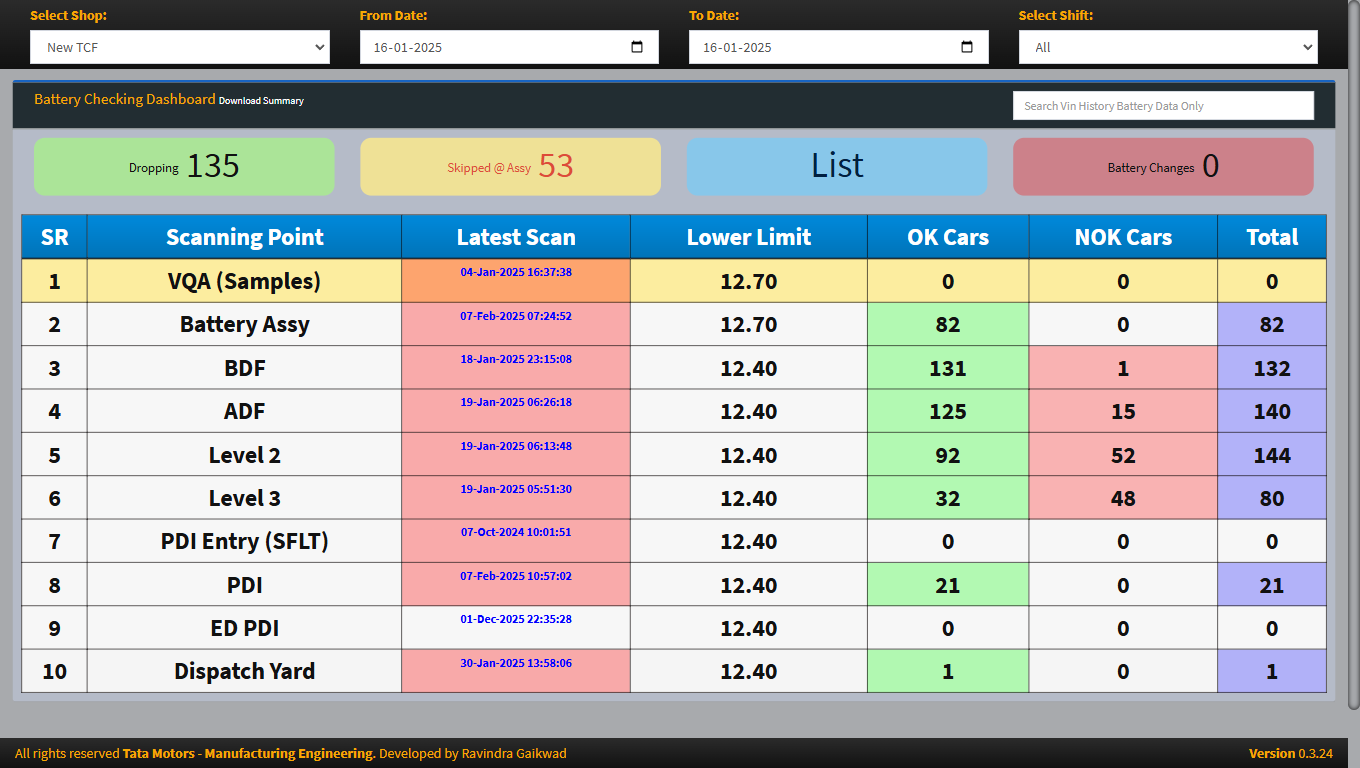 Select Shop: From Date: To Date: Select Shift:
New TCF 16-01-2025 16-01-2025 All
Battery Checking Dashboard Download Summary Search Vin History Battery Data Only
Dropping 135 Skipped @ Assy 53 List Battery Changes 0
SR Scanning Point Latest Scan Lower Limit OK Cars NOK Cars Total
1 VQA (Samples) 04-Jan-2025 16:37:38 12.70 0 0 0
2 Battery Assy 07-Feb-2025 07:24:52 12.70 82 0 82
3 BDF 18-Jan-2025 23:15:08 12.40 131 1 132
4 ADF 19-Jan-2025 06:26:18 12.40 125 15 140
5 Level 2 19-Jan-2025 06:13:48 12.40 92 52 144
6 Level 3 19-Jan-2025 05:51:30 12.40 32 48 80
7 PDI Entry (SFLT) 07-Oct-2024 10:01:51 12.40 0 0 0
8 PDI 07-Feb-2025 10:57:02 12.40 21 0 21
9 ED PDI 01-Dec-2025 22:35:28 12.40 0 0 0
10 Dispatch Yard 30-Jan-2025 13:58:06 12.40 1 0 1
All rights reserved Tata Motors - Manufacturing Engineering. Developed by Ravindra Gaikwad Version 0.3.24